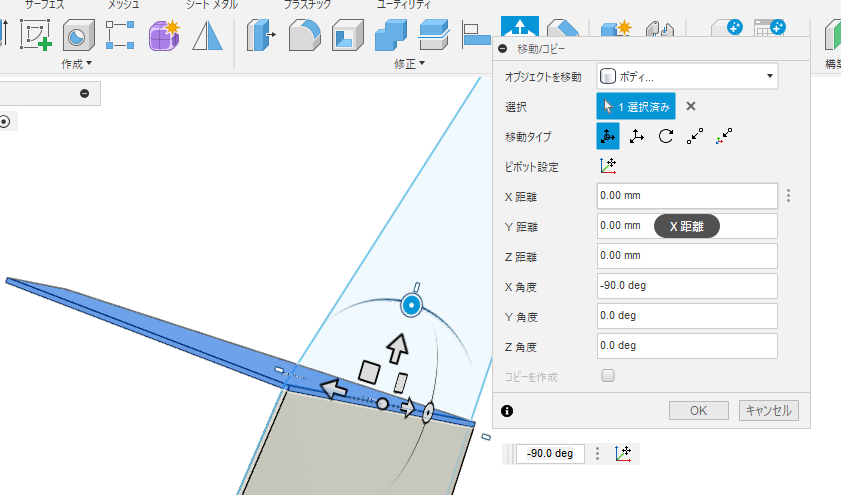 サーフェス メッシュ シート メタル プラスチック ユーティリティ
作成▼ 修正▼ 構築
移動/コピー
オブジェクトを移動 ボディ...
選択 1 選択済み
移動タイプ
ピボット設定
X 距離 0.00 mm
Y 距離 0.00 mm X 距離
Z 距離 0.00 mm
X 角度 -90.0 deg
Y 角度 0.0 deg
Z 角度 0.0 deg
コピーを作成
OK キャンセル
-90.0 deg